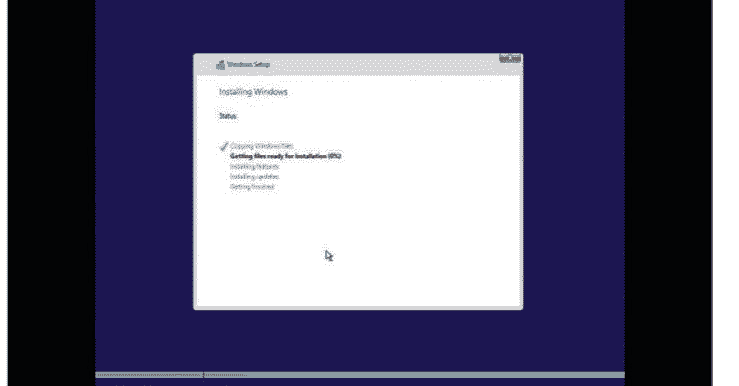 Windows Setup
Installing Windows
Status
Copying Windows files
Getting files ready for installation (0%)
Installing features
Installing updates
Getting finished